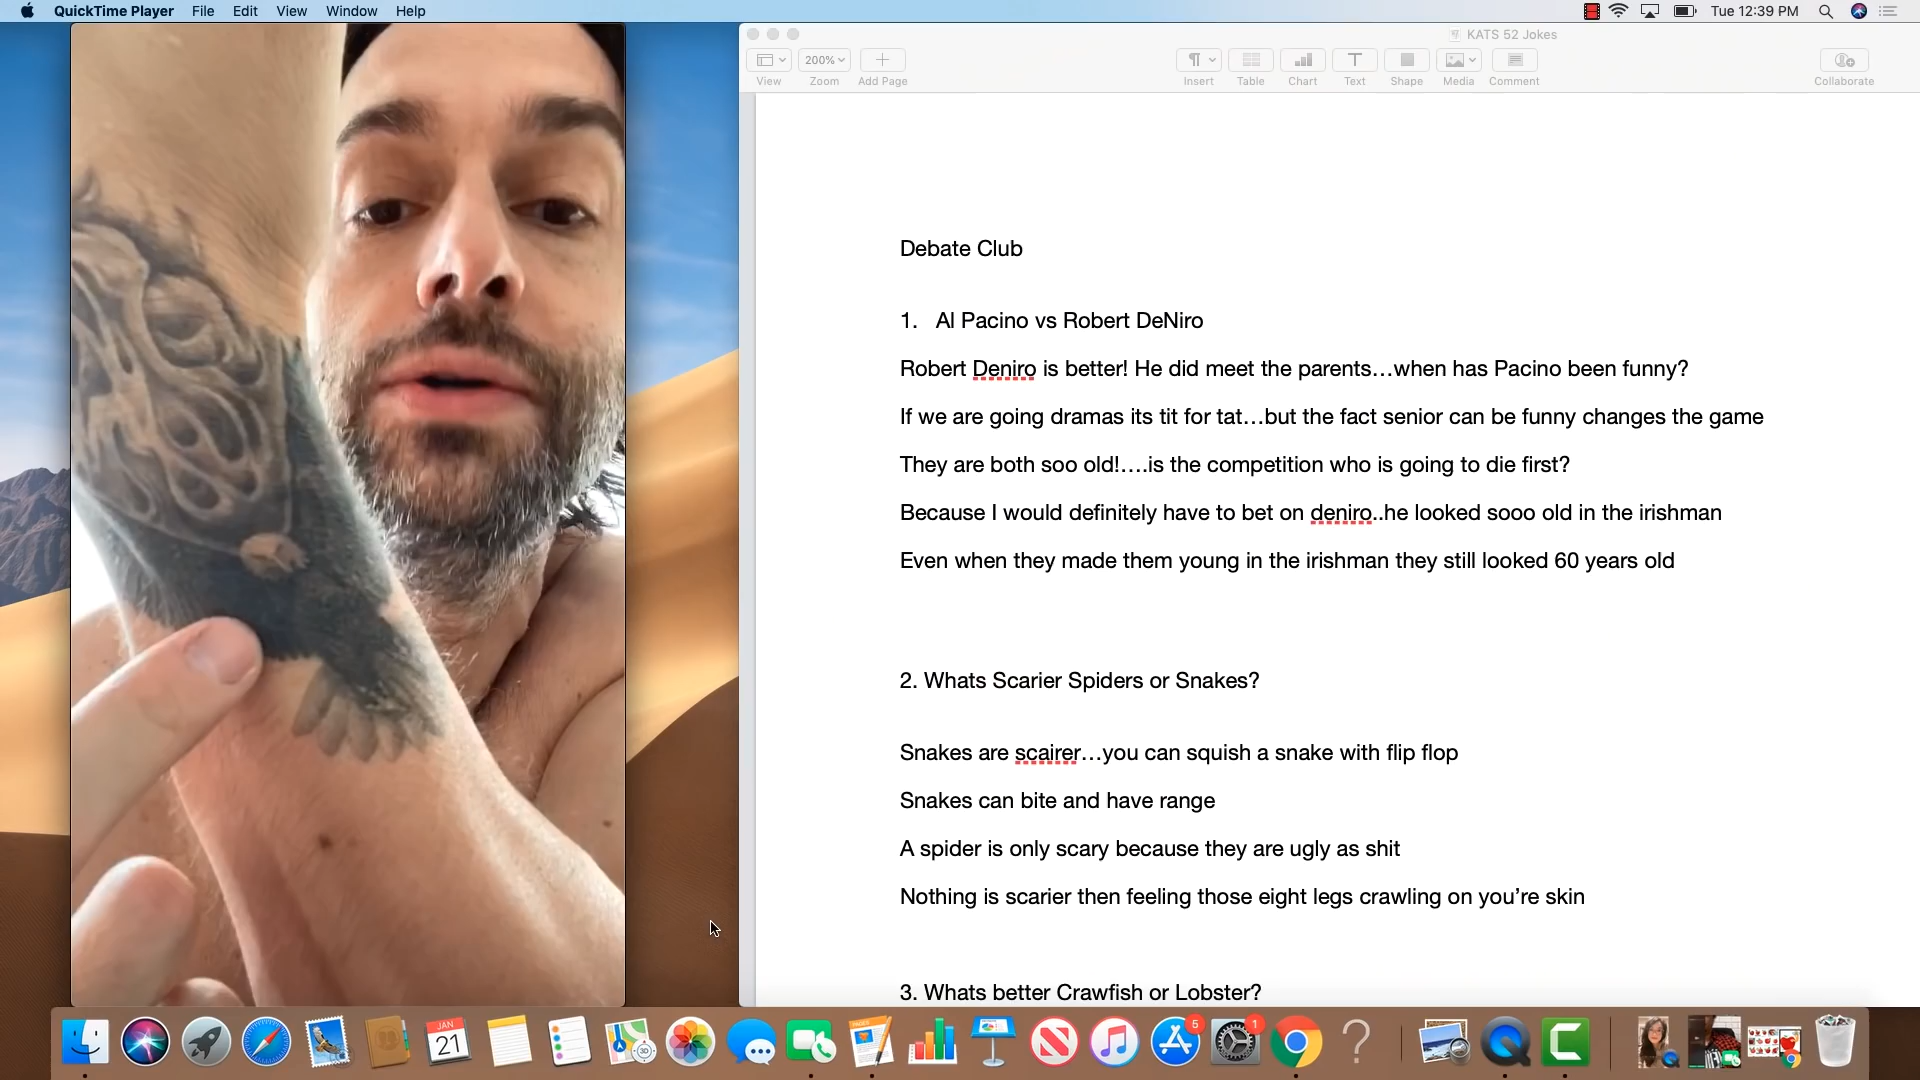 QuickTime Player File Edit View Window Help
Tue 12:39 PM
KATS 52 Jokes
200%
View Zoom Add Page Insert Table Chart Text Shape Media Comment Collaborate
Debate Club
1. Al Pacino vs Robert DeNiro
Robert Deniro is better! He did meet the parents…when has Pacino been funny?
If we are going dramas its tit for tat…but the fact senior can be funny changes the game
They are both soo old!….is the competition who is going to die first?
Because I would definitely have to bet on deniro..he looked sooo old in the irishman
Even when they made them young in the irishman they still looked 60 years old
2. Whats Scarier Spiders or Snakes?
Snakes are scairer…you can squish a snake with flip flop
Snakes can bite and have range
A spider is only scary because they are ugly as shit
Nothing is scarier then feeling those eight legs crawling on you’re skin
3. Whats better Crawfish or Lobster?
JAN
21
3D
PAGES
5
1